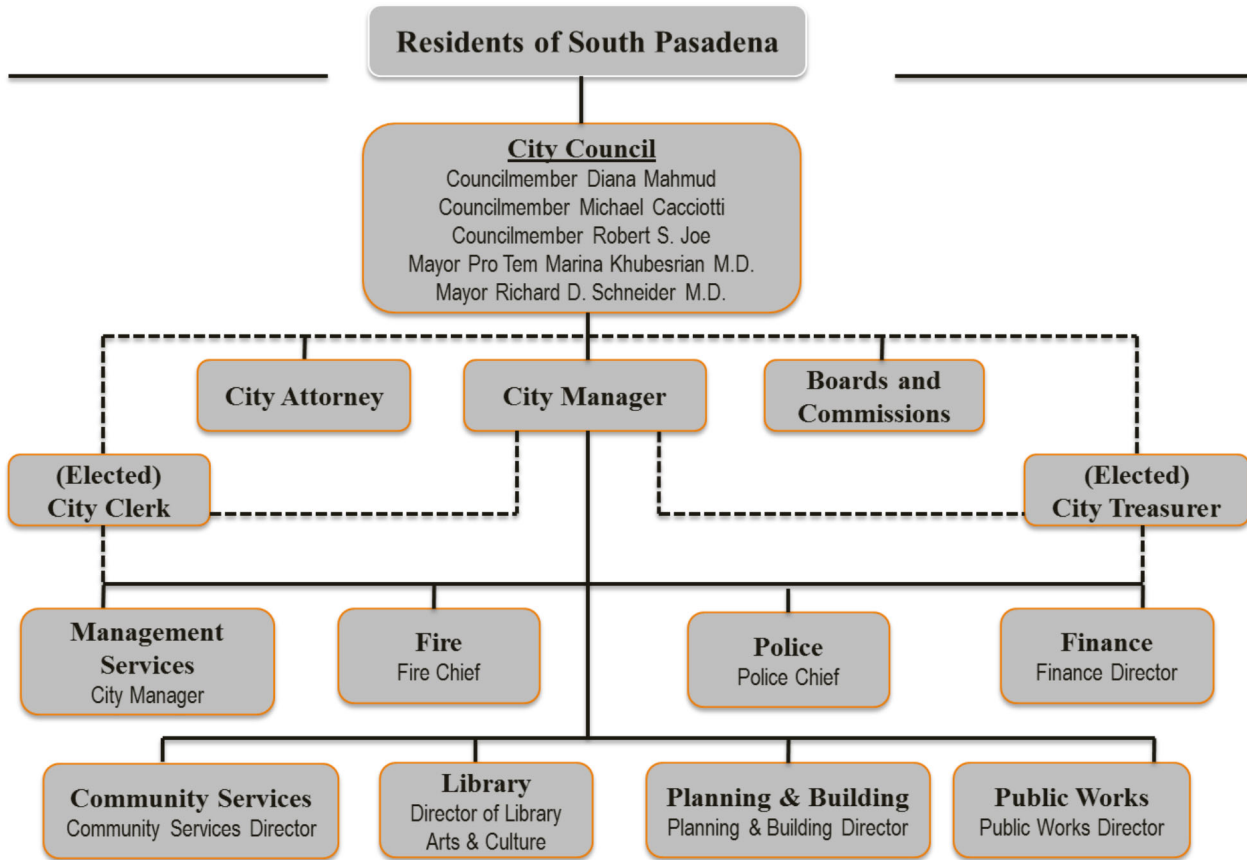 Residents of South Pasadena
City Council
Councilmember Diana Mahmud
Councilmember Michael Cacciotti
Councilmember Robert S. Joe
Mayor Pro Tem Marina Khubesrian M.D.
Mayor Richard D. Schneider M.D.
City Attorney
City Manager
Boards and
Commissions
(Elected)
City Clerk
(Elected)
City Treasurer
Management
Services
City Manager
Fire
Fire Chief
Police
Police Chief
Finance
Finance Director
Community Services
Community Services Director
Library
Director of Library
Arts & Culture
Planning & Building
Planning & Building Director
Public Works
Public Works Director